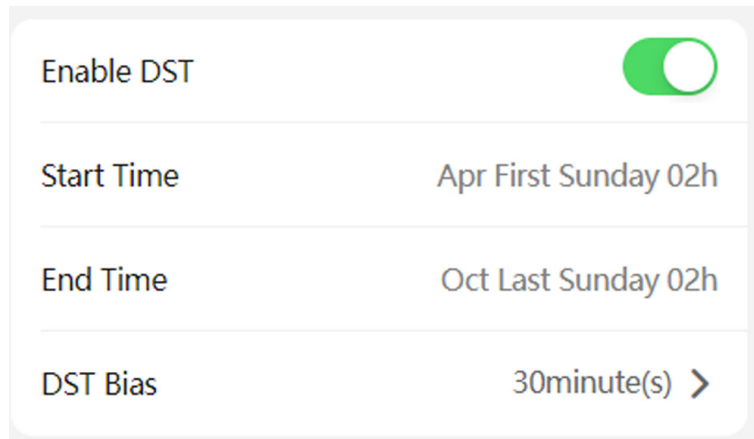 Enable DST
Start Time Apr First Sunday 02h
End Time Oct Last Sunday 02h
DST Bias 30minute(s)